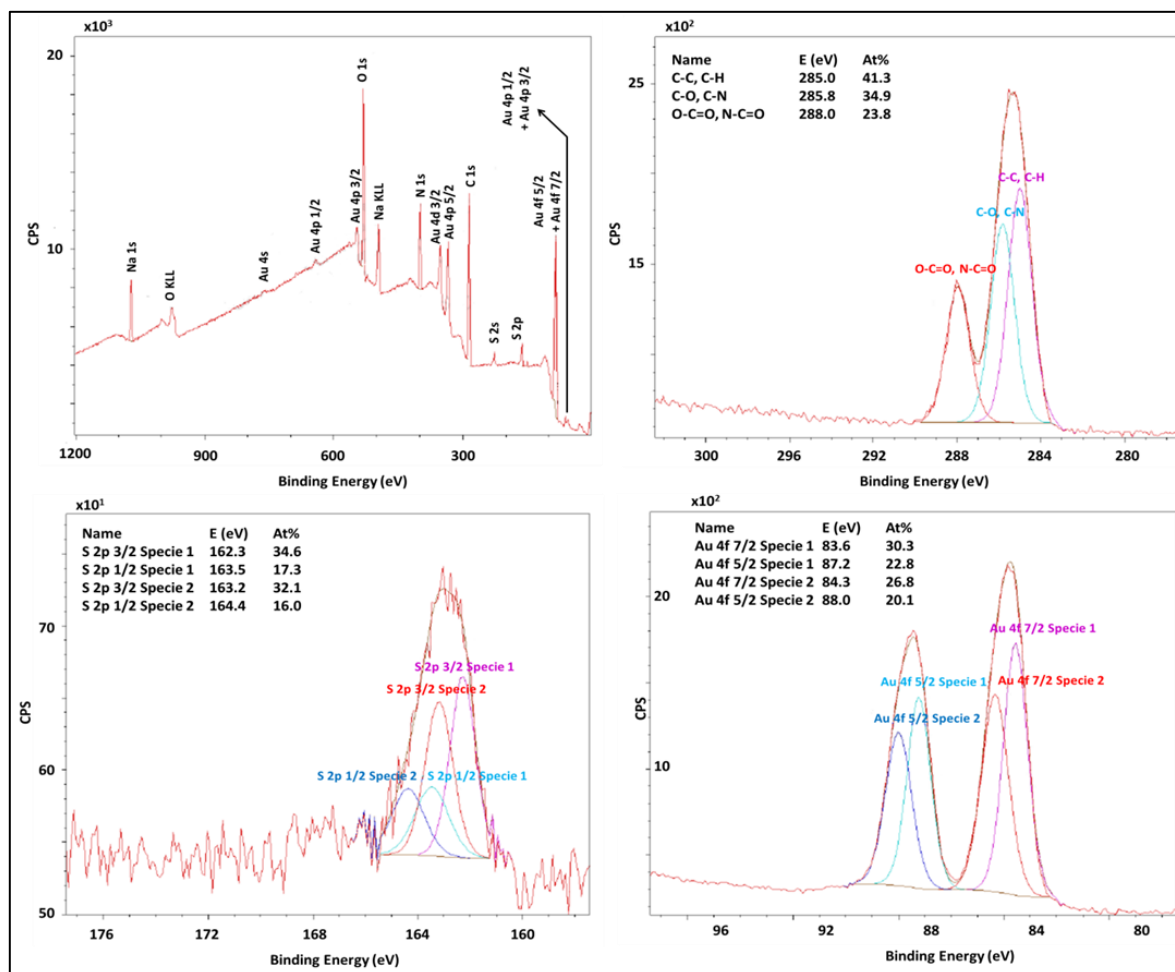 x10³
20
10
CPS
Na 1s
O KLL
Au 4s
Au 4p 1/2
Au 4p 3/2
O 1s
Na KLL
N 1s
Au 4d 3/2
Au 4p 5/2
C 1s
S 2s
S 2p
Au 4f 5/2
+ Au 4f 7/2
Au 4p 1/2
+ Au 4p 3/2
1200 900 600 300
Binding Energy (eV)
x10²
25
15
CPS
Name E (eV) At%
C-C, C-H 285.0 41.3
C-O, C-N 285.8 34.9
O-C=O, N-C=O 288.0 23.8
C-C, C-H
C-O, C-N
O-C=O, N-C=O
300 296 292 288 284 280
Binding Energy (eV)
x10¹
70
60
50
CPS
Name E (eV) At%
S 2p 3/2 Specie 1 162.3 34.6
S 2p 1/2 Specie 1 163.5 17.3
S 2p 3/2 Specie 2 163.2 32.1
S 2p 1/2 Specie 2 164.4 16.0
S 2p 3/2 Specie 1
S 2p 3/2 Specie 2
S 2p 1/2 Specie 2 S 2p 1/2 Specie 1
176 172 168 164 160
Binding Energy (eV)
x10²
20
10
CPS
Name E (eV) At%
Au 4f 7/2 Specie 1 83.6 30.3
Au 4f 5/2 Specie 1 87.2 22.8
Au 4f 7/2 Specie 2 84.3 26.8
Au 4f 5/2 Specie 2 88.0 20.1
Au 4f 7/2 Specie 1
Au 4f 5/2 Specie 1 Au 4f 7/2 Specie 2
Au 4f 5/2 Specie 2
96 92 88 84 80
Binding Energy (eV)